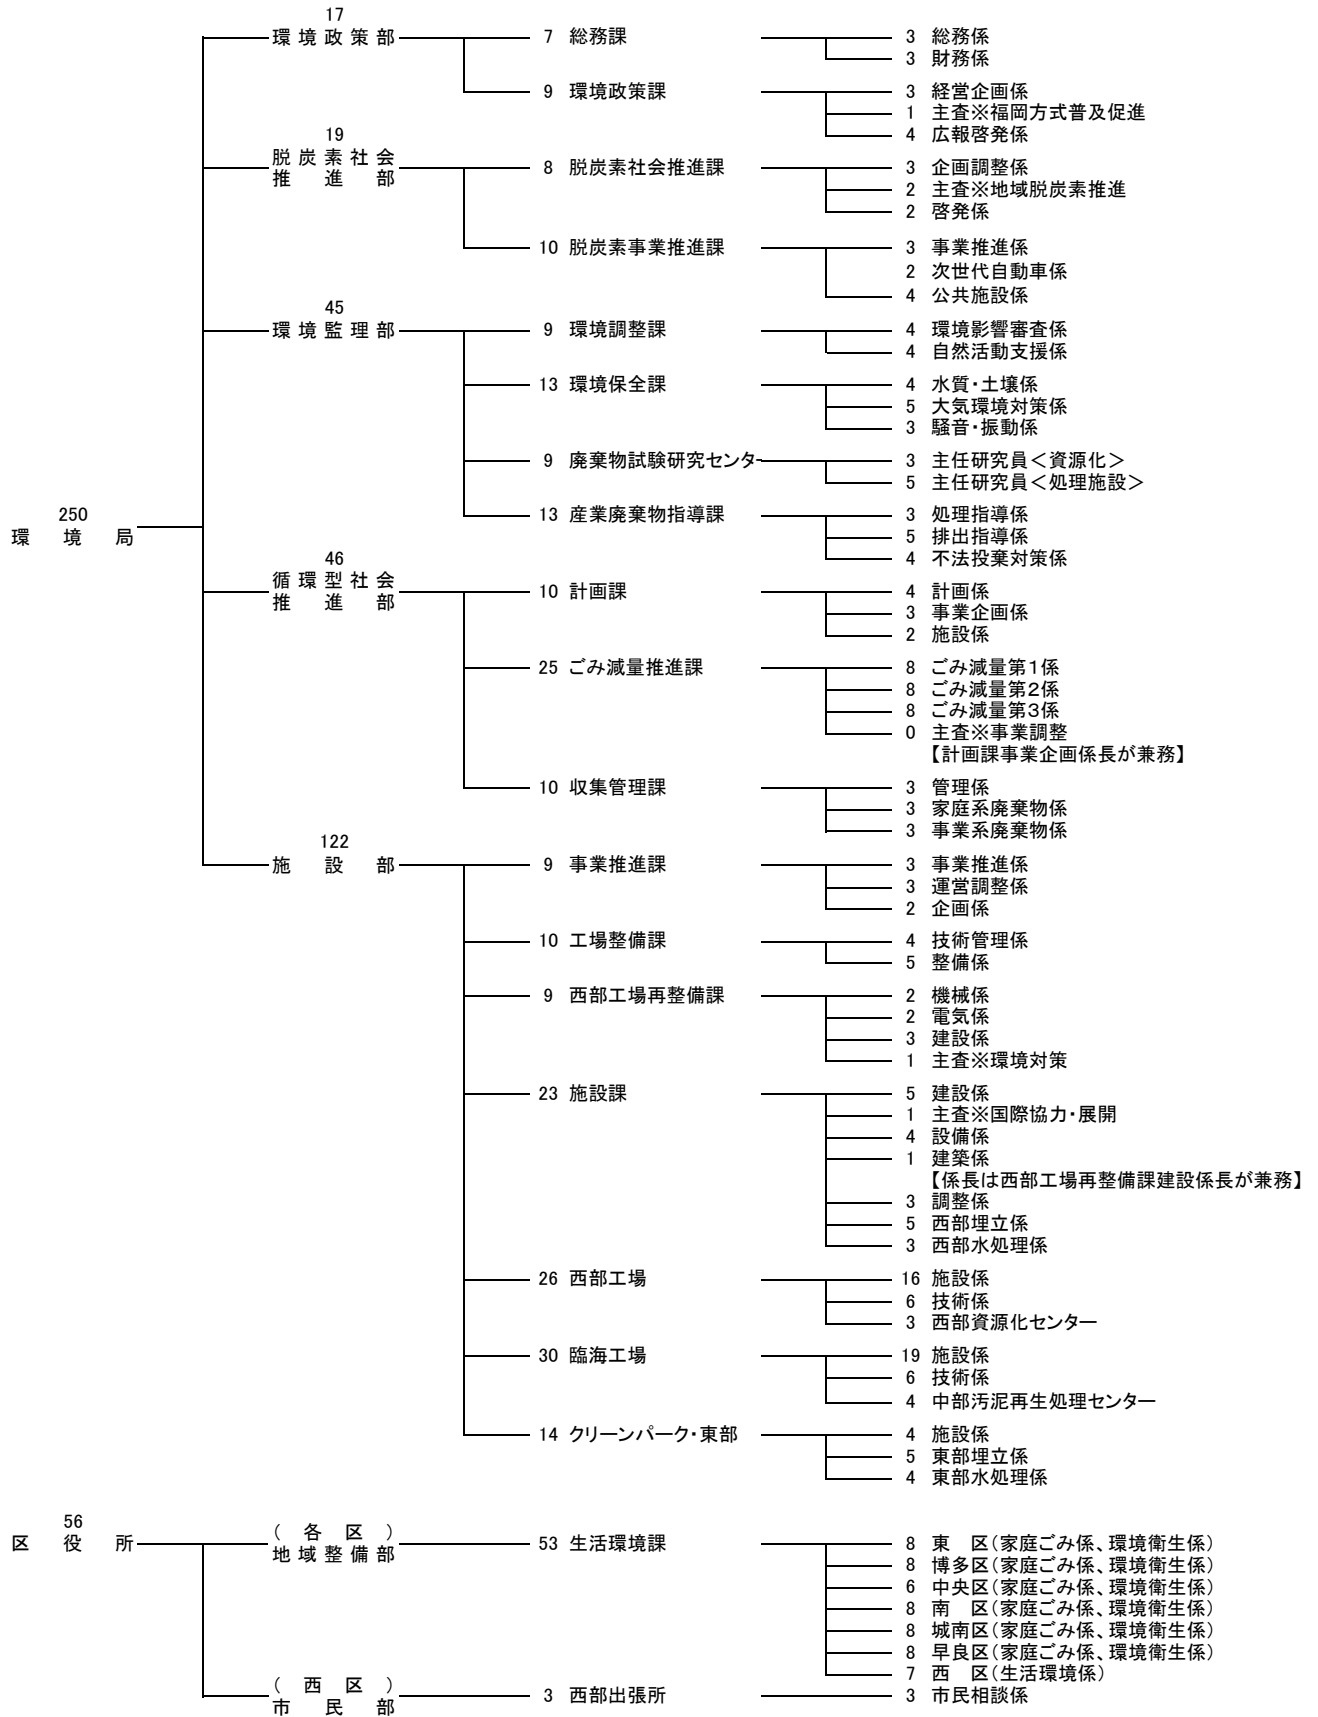 17
環境政策部 7 総務課 3 総務係
3 財務係
9 環境政策課 3 経営企画係
1 主査※福岡方式普及促進
4 広報啓発係
19
脱炭素社会
推進部 8 脱炭素社会推進課 3 企画調整係
2 主査※地域脱炭素推進
2 啓発係
10 脱炭素事業推進課 3 事業推進係
2 次世代自動車係
4 公共施設係
45
環境監理部 9 環境調整課 4 環境影響審査係
4 自然活動支援係
13 環境保全課 4 水質・土壌係
5 大気環境対策係
3 騒音・振動係
9 廃棄物試験研究センター 3 主任研究員＜資源化＞
5 主任研究員＜処理施設＞
250
環境局
13 産業廃棄物指導課 3 処理指導係
5 排出指導係
4 不法投棄対策係
46
循環型社会
推進部 10 計画課 4 計画係
3 事業企画係
2 施設係
25 ごみ減量推進課 8 ごみ減量第1係
8 ごみ減量第2係
8 ごみ減量第3係
0 主査※事業調整
【計画課事業企画係長が兼務】
10 収集管理課 3 管理係
3 家庭系廃棄物係
3 事業系廃棄物係
122
施設部 9 事業推進課 3 事業推進係
3 運営調整係
2 企画係
10 工場整備課 4 技術管理係
5 整備係
9 西部工場再整備課 2 機械係
2 電気係
3 建設係
1 主査※環境対策
23 施設課 5 建設係
1 主査※国際協力・展開
4 設備係
1 建築係
【係長は西部工場再整備課建設係長が兼務】
3 調整係
5 西部埋立係
3 西部水処理係
26 西部工場 16 施設係
6 技術係
3 西部資源化センター
30 臨海工場 19 施設係
6 技術係
4 中部汚泥再生処理センター
14 クリーンパーク・東部 4 施設係
5 東部埋立係
4 東部水処理係
56
区役所 (各区)
地域整備部 53 生活環境課 8 東　区(家庭ごみ係、環境衛生係)
8 博多区(家庭ごみ係、環境衛生係)
6 中央区(家庭ごみ係、環境衛生係)
8 南　区(家庭ごみ係、環境衛生係)
8 城南区(家庭ごみ係、環境衛生係)
8 早良区(家庭ごみ係、環境衛生係)
7 西　区(生活環境係)
(西区)
市民部 3 西部出張所 3 市民相談係